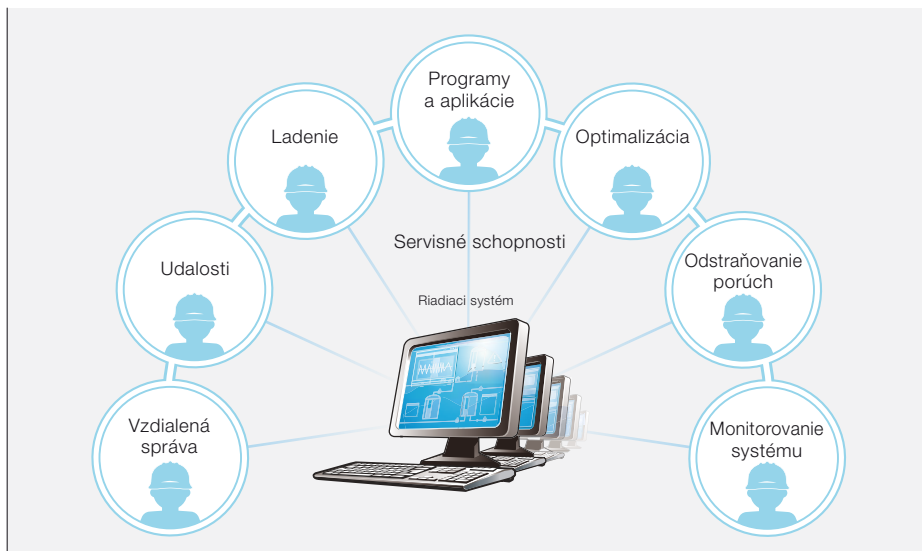 Programy
a aplikácie
Ladenie
Optimalizácia
Servisné schopnosti
Udalosti
Odstraňovanie
porúch
Riadiaci systém
Vzdialená
správa
Monitorovanie
systému